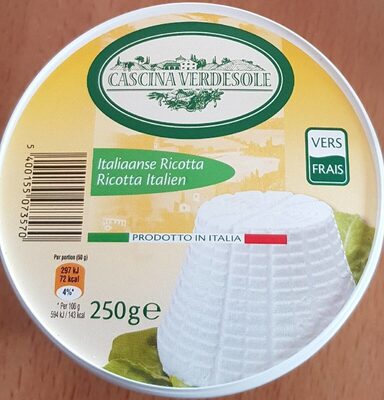 CASCINA VERDESOLE
Italiaanse Ricotta
Ricotta Italien
VERS
FRAIS
PRODOTTO IN ITALIA
5400155073570
Per portion (50 g)
297 kJ
72 kcal
4%*
* Per 100 g
594 kJ / 143 kcal
250g e